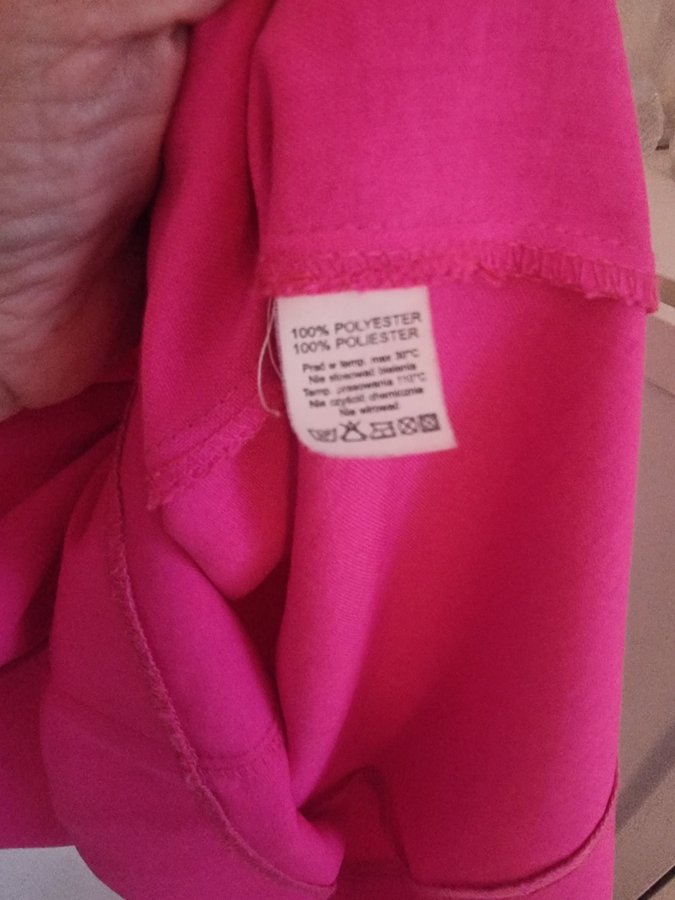 100% POLYESTER
100% POLIESTER
Prać w temp. max 30°C
Nie stosować bielenia
Temp. prasowania 110°C
Nie czyścić chemicznie
Nie wirować